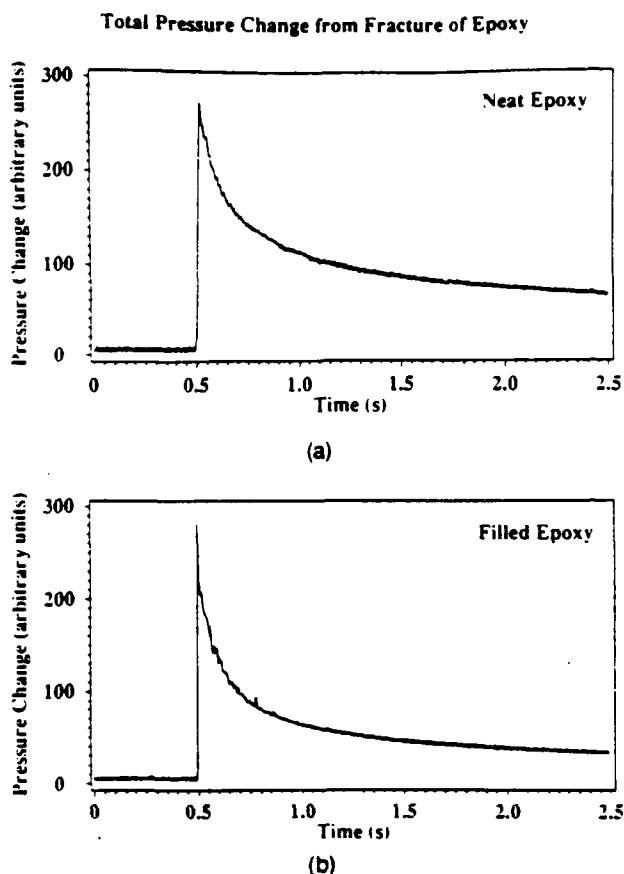 Total Pressure Change from Fracture of Epoxy
Pressure Change (arbitrary units)
300
200
100
0
Neat Epoxy
0 0.5 1.0 1.5 2.0 2.5
Time (s)
(a)
Pressure Change (arbitrary units)
300
200
100
0
Filled Epoxy
0 0.5 1.0 1.5 2.0 2.5
Time (s)
(b)